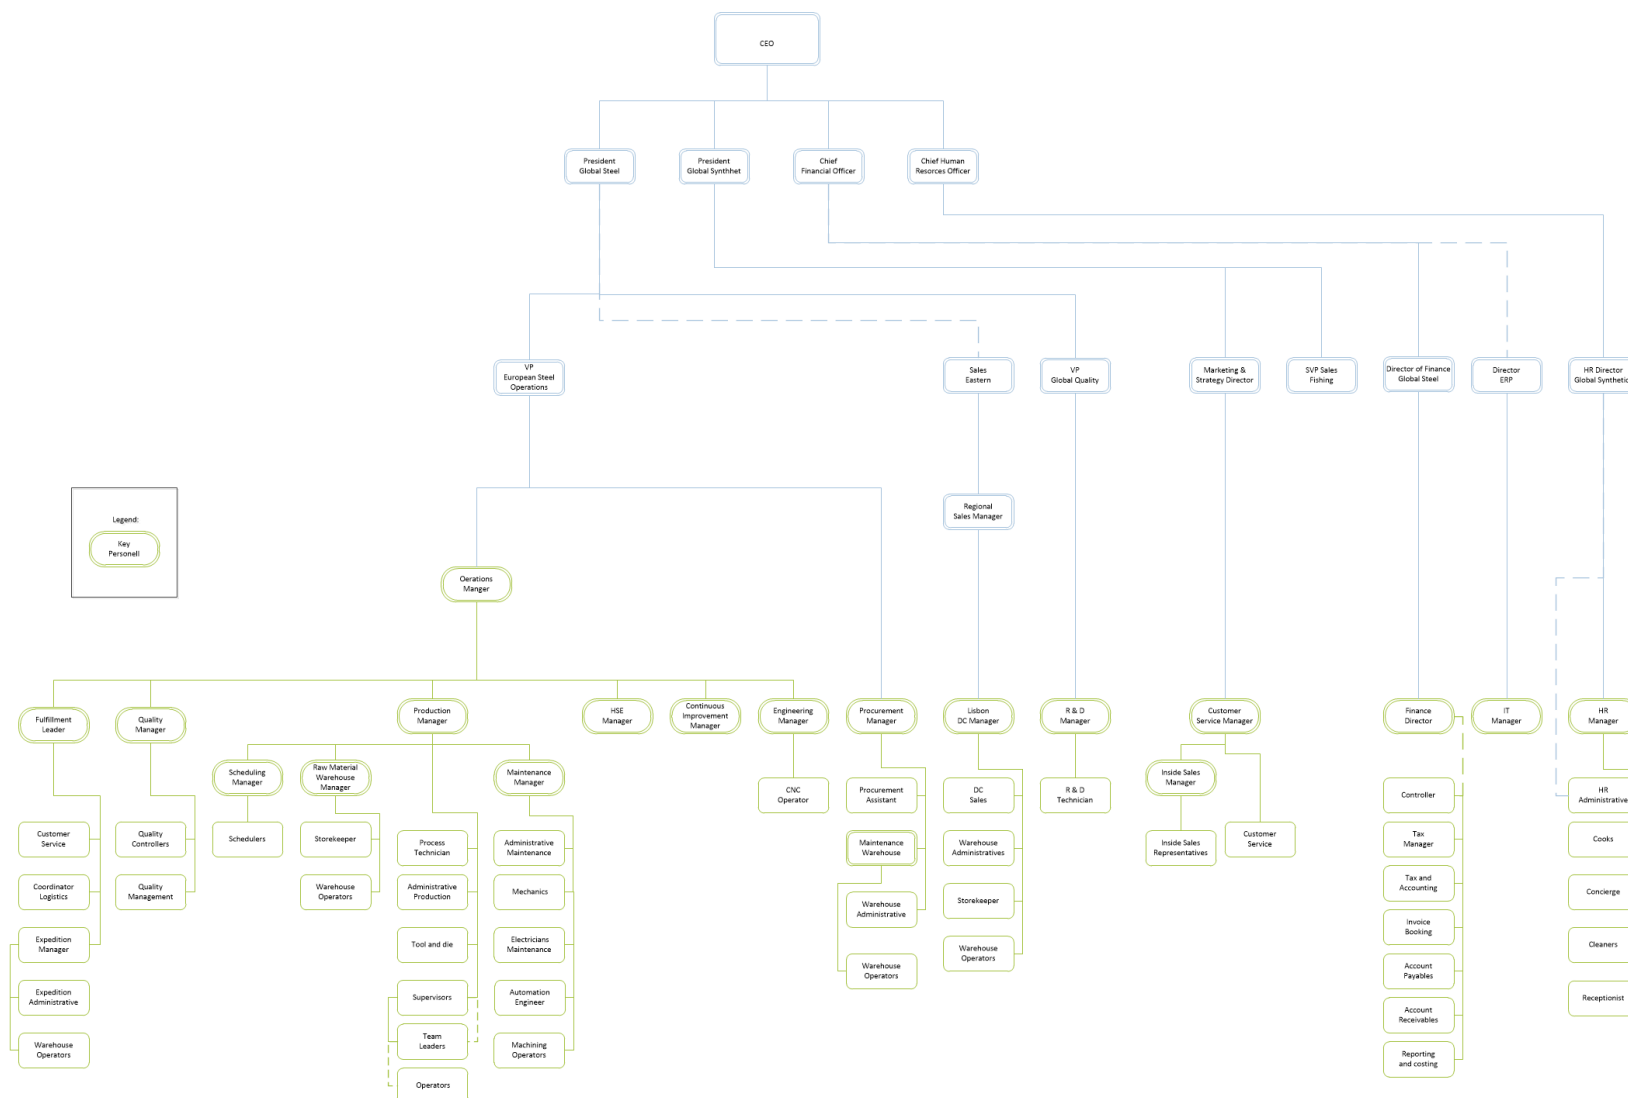 CEO
President
Global Steel
President
Global Synthhet
Chief
Financial Officer
Chief Human
Resorces Officer
VP
European Steel
Operations
Sales
Eastern
VP
Global Quality
Marketing &
Strategy Director
SVP Sales
Fishing
Director of Finance
Global Steel
Director
ERP
HR Director
Global Synthetic
Legend:
Key
Personell
Regional
Sales Manager
Oerations
Manger
Fulfillment
Leader
Quality
Manager
Production
Manager
HSE
Manager
Continuous
Improvement
Manager
Engineering
Manager
Procurement
Manager
Lisbon
DC Manager
R & D
Manager
Customer
Service Manager
Finance
Director
IT
Manager
HR
Manager
Scheduling
Manager
Raw Material
Warehouse
Manager
Maintenance
Manager
Inside Sales
Manager
CNC
Operator
Procurement
Assistant
DC
Sales
R & D
Technician
Controller
HR
Administrative
Customer
Service
Quality
Controllers
Schedulers
Storekeeper
Process
Technician
Administrative
Maintenance
Maintenance
Warehouse
Warehouse
Administratives
Inside Sales
Representatives
Customer
Service
Tax
Manager
Cooks
Coordinator
Logistics
Quality
Management
Warehouse
Operators
Administrative
Production
Mechanics
Warehouse
Administrative
Storekeeper
Tax and
Accounting
Concierge
Expedition
Manager
Tool and die
Electricians
Maintenance
Warehouse
Operators
Warehouse
Operators
Invoice
Booking
Cleaners
Expedition
Administrative
Supervisors
Automation
Engineer
Account
Payables
Receptionist
Warehouse
Operators
Team
Leaders
Machining
Operators
Account
Receivables
Operators
Reporting
and costing